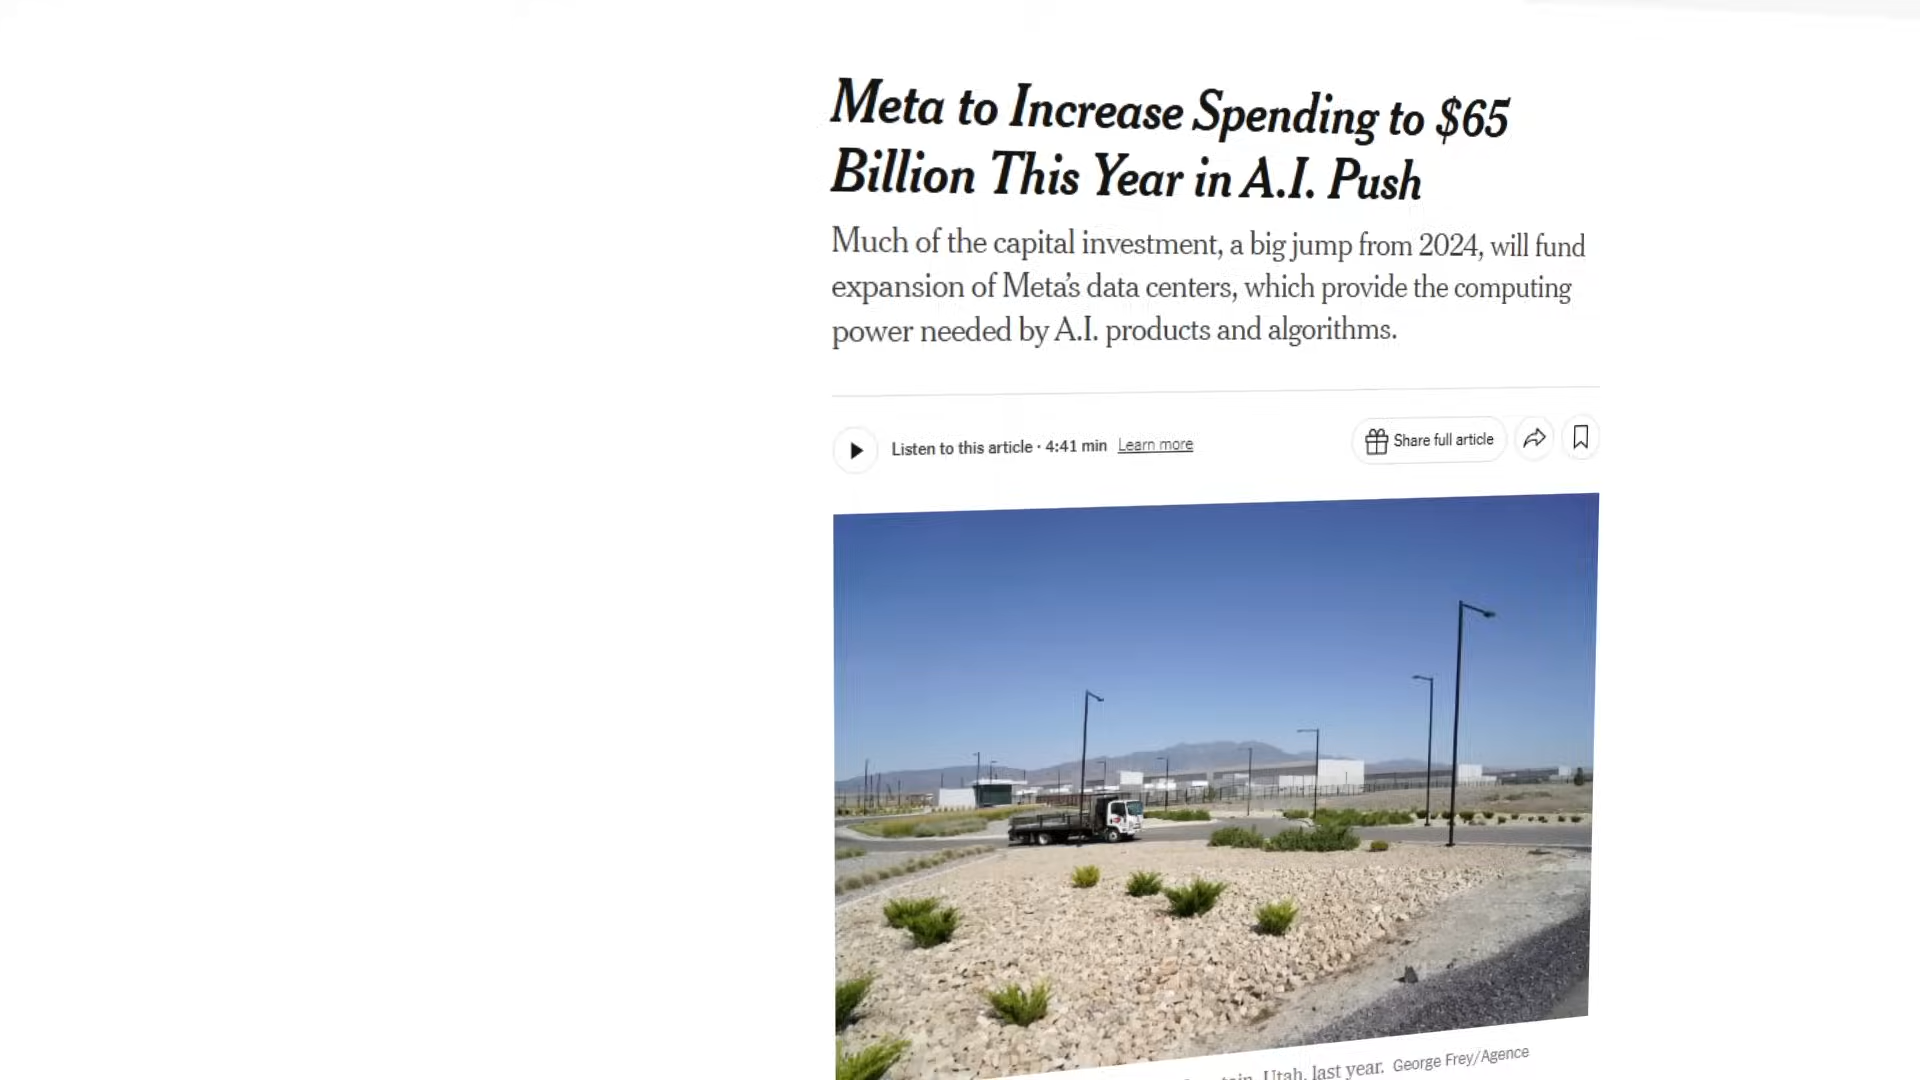 Meta to Increase Spending to $65
Billion This Year in A.I. Push
Much of the capital investment, a big jump from 2024, will fund
expansion of Meta’s data centers, which provide the computing
power needed by A.I. products and algorithms.
Listen to this article · 4:41 min Learn more
Share full article
Utah, last year. George Frey/Agence